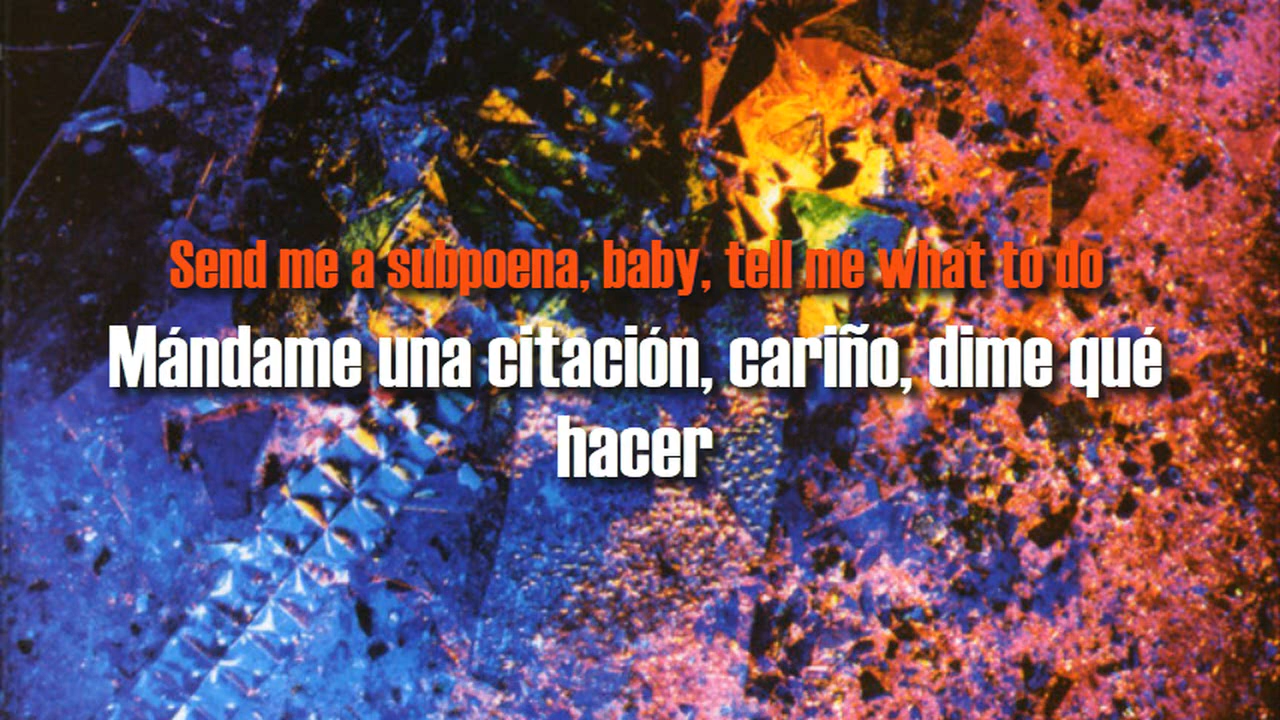 Send me a subpoena, baby, tell me what to do
Mándame una citación, cariño, dime qué
hacer